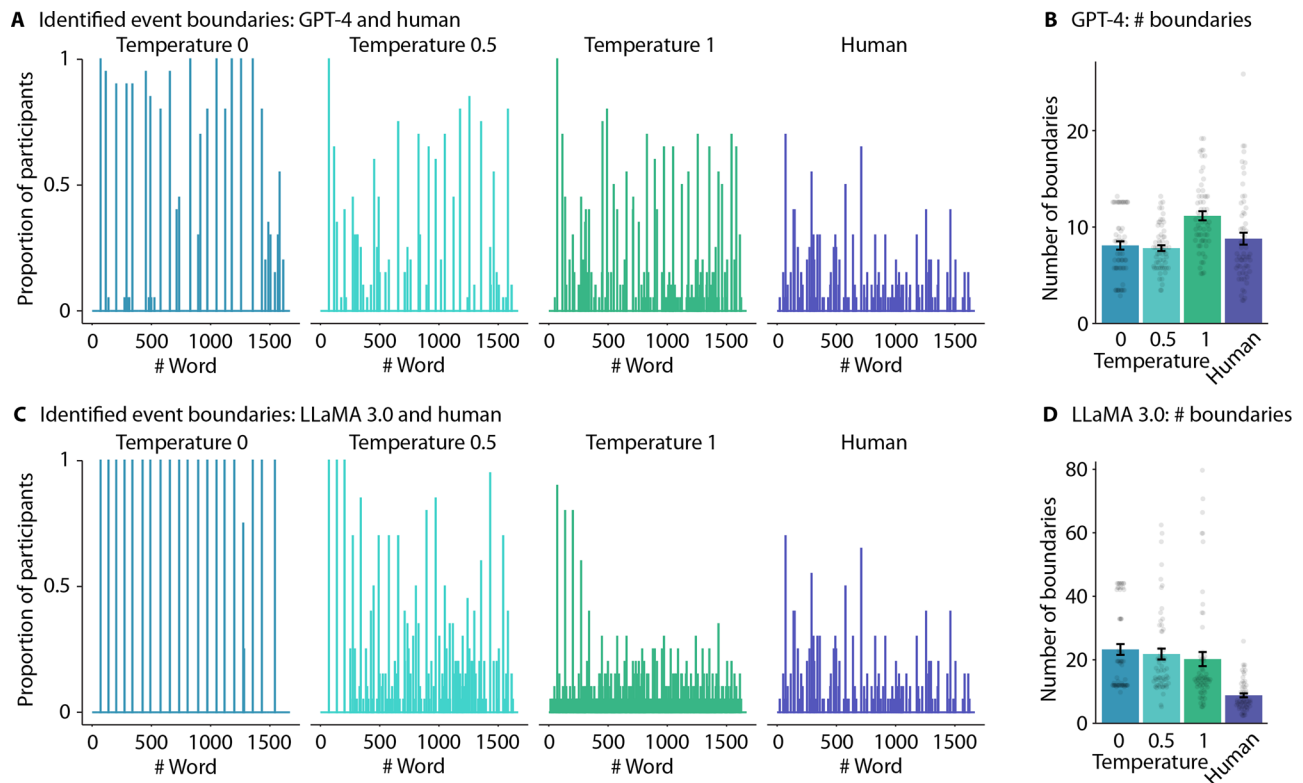 A Identified event boundaries: GPT-4 and human
Temperature 0 Temperature 0.5 Temperature 1 Human
Proportion of participants
1
0.5
0
0 500 1000 1500
0 500 1000 1500
0 500 1000 1500
0 500 1000 1500
# Word # Word # Word # Word
B GPT-4: # boundaries
Number of boundaries
20
10
0
0 0.5 1 Human
Temperature
C Identified event boundaries: LLaMA 3.0 and human
Temperature 0 Temperature 0.5 Temperature 1 Human
Proportion of participants
1
0.5
0
0 500 1000 1500
0 500 1000 1500
0 500 1000 1500
0 500 1000 1500
# Word # Word # Word # Word
D LLaMA 3.0: # boundaries
Number of boundaries
80
60
40
20
0
0 0.5 1 Human
Temperature